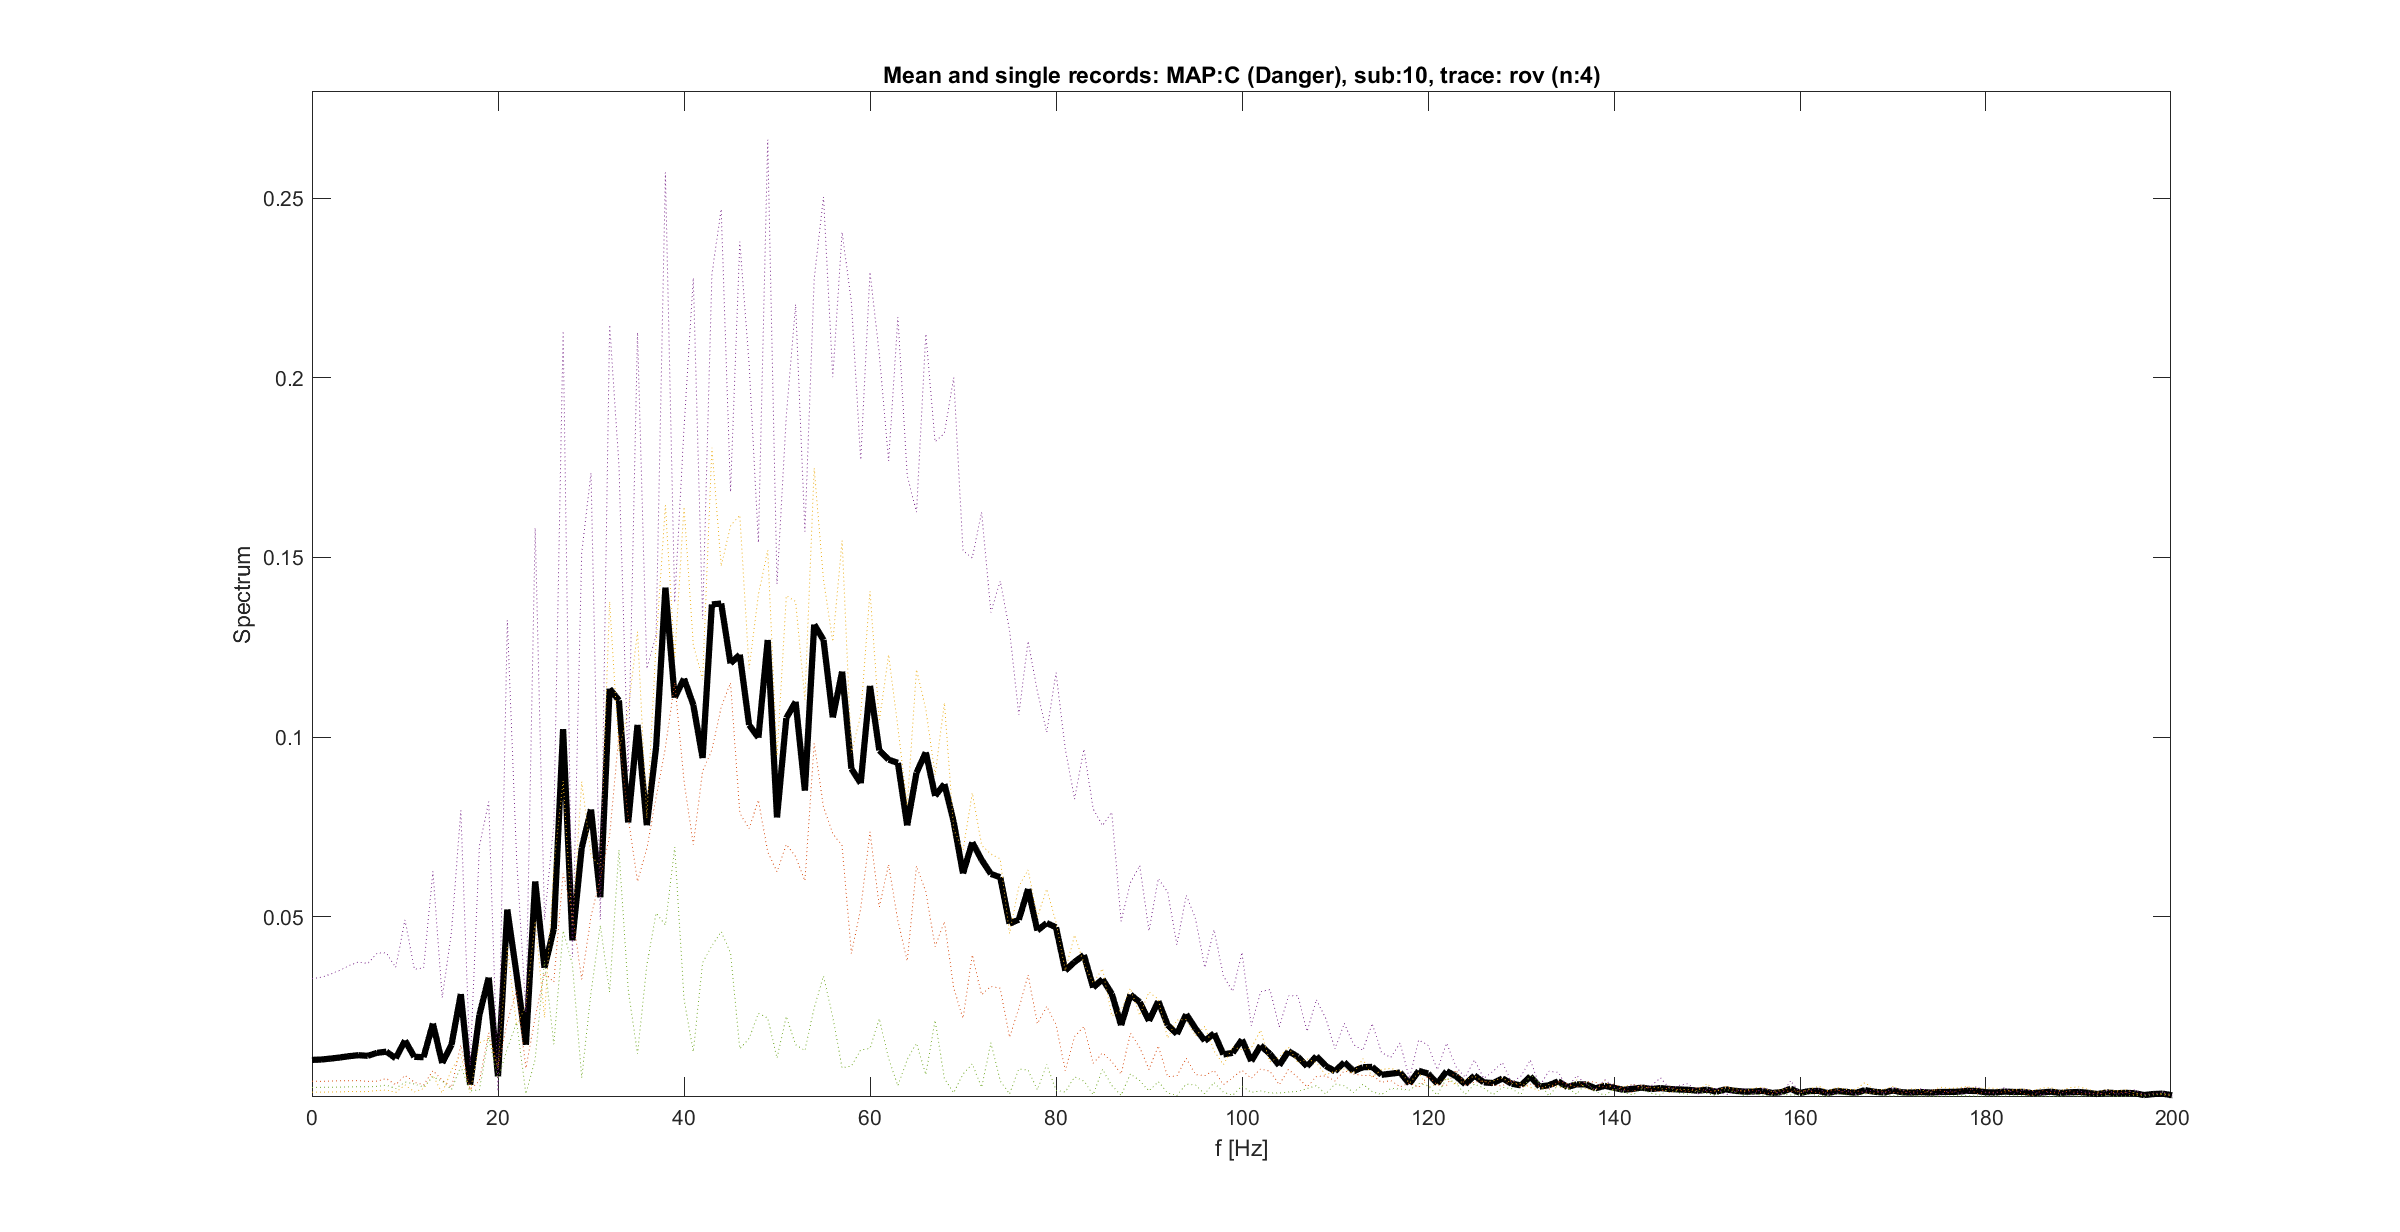 Mean and single records: MAP:C (Danger), sub:10, trace: rov (n:4)
0.25
0.2
0.15
0.1
0.05
Spectrum
0 20 40 60 80 100 120 140 160 180 200
f [Hz]